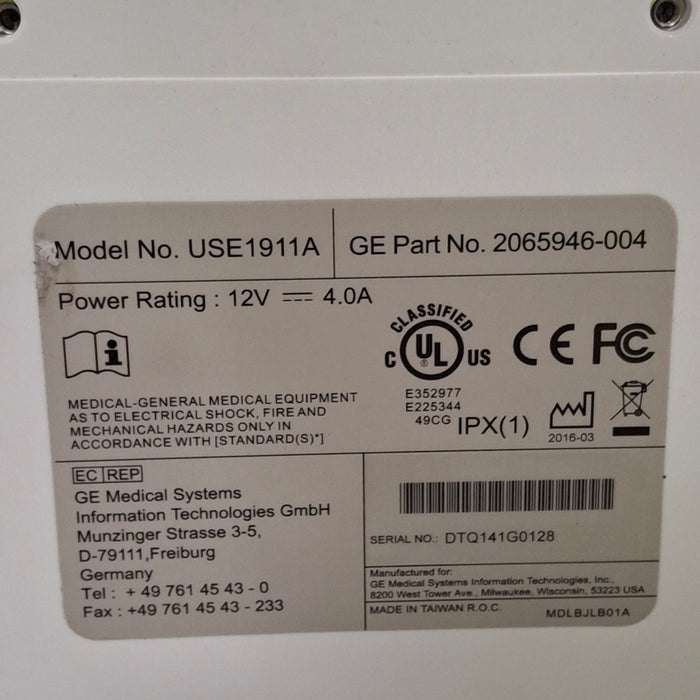 Model No. USE1911A
GE Part No. 2065946-004
Power Rating : 12V ⎓ 4.0A
i
CLASSIFIED
C UL ® US
CE FC
MEDICAL-GENERAL MEDICAL EQUIPMENT
AS TO ELECTRICAL SHOCK, FIRE AND
MECHANICAL HAZARDS ONLY IN
ACCORDANCE WITH [STANDARD(S)*]
E352977
E225344
49CG
IPX(1)
2016-03
EC REP
GE Medical Systems
Information Technologies GmbH
Munzinger Strasse 3-5,
D-79111,Freiburg
Germany
Tel : + 49 761 45 43 - 0
Fax : +49 761 45 43 - 233
SERIAL NO.: DTQ141G0128
Manufactured for:
GE Medical Systems Information Technologies, Inc.,
8200 West Tower Ave., Milwaukee, Wisconsin, 53223 USA
MADE IN TAIWAN R.O.C.
MDLBJLB01A